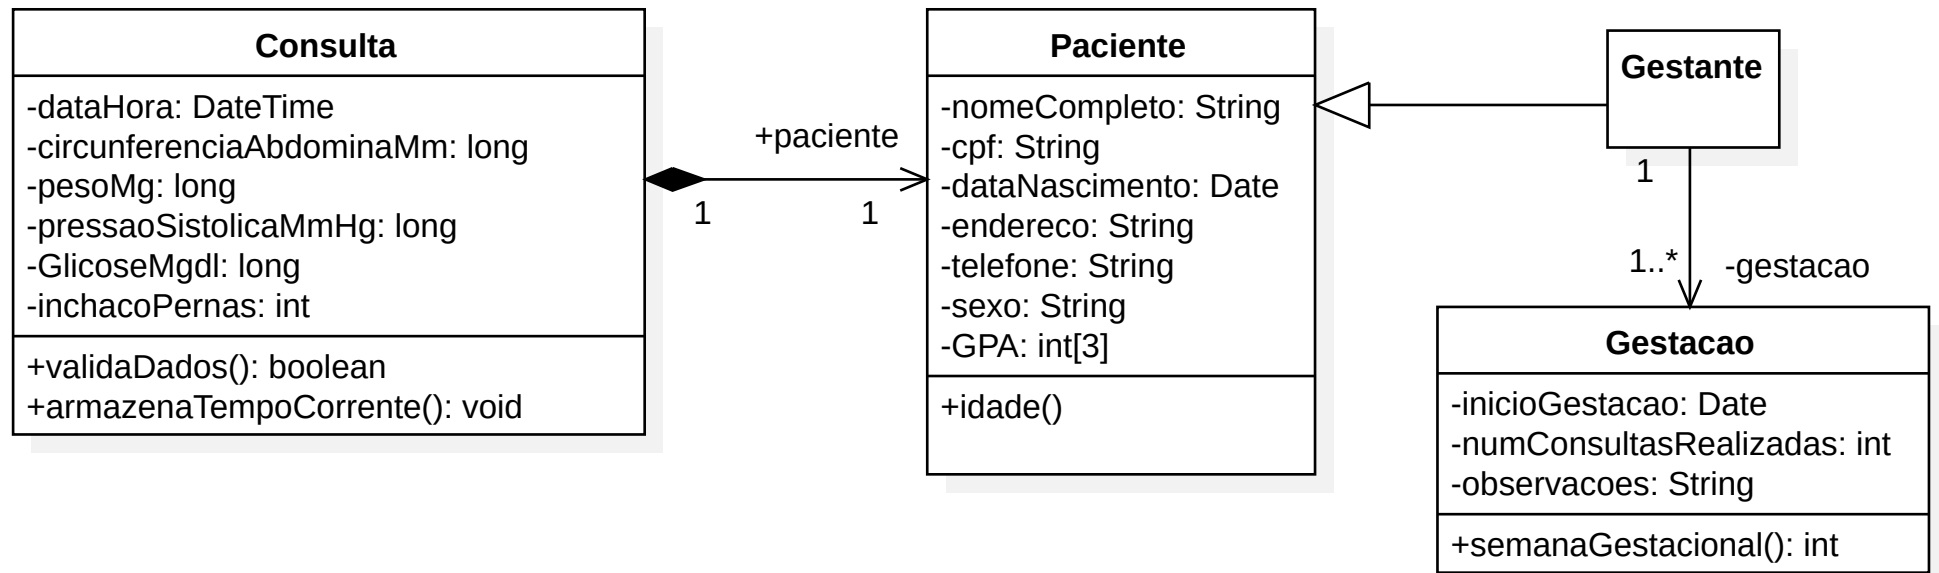 Consulta
-dataHora: DateTime
-circunferenciaAbdominaMm: long
-pesoMg: long
-pressaoSistolicaMmHg: long
-GlicoseMgdl: long
-inchacoPernas: int
+validaDados(): boolean
+armazenaTempoCorrente(): void
+paciente
1
1
Paciente
-nomeCompleto: String
-cpf: String
-dataNascimento: Date
-endereco: String
-telefone: String
-sexo: String
-GPA: int[3]
+idade()
Gestante
1
1..*
-gestacao
Gestacao
-inicioGestacao: Date
-numConsultasRealizadas: int
-observacoes: String
+semanaGestacional(): int